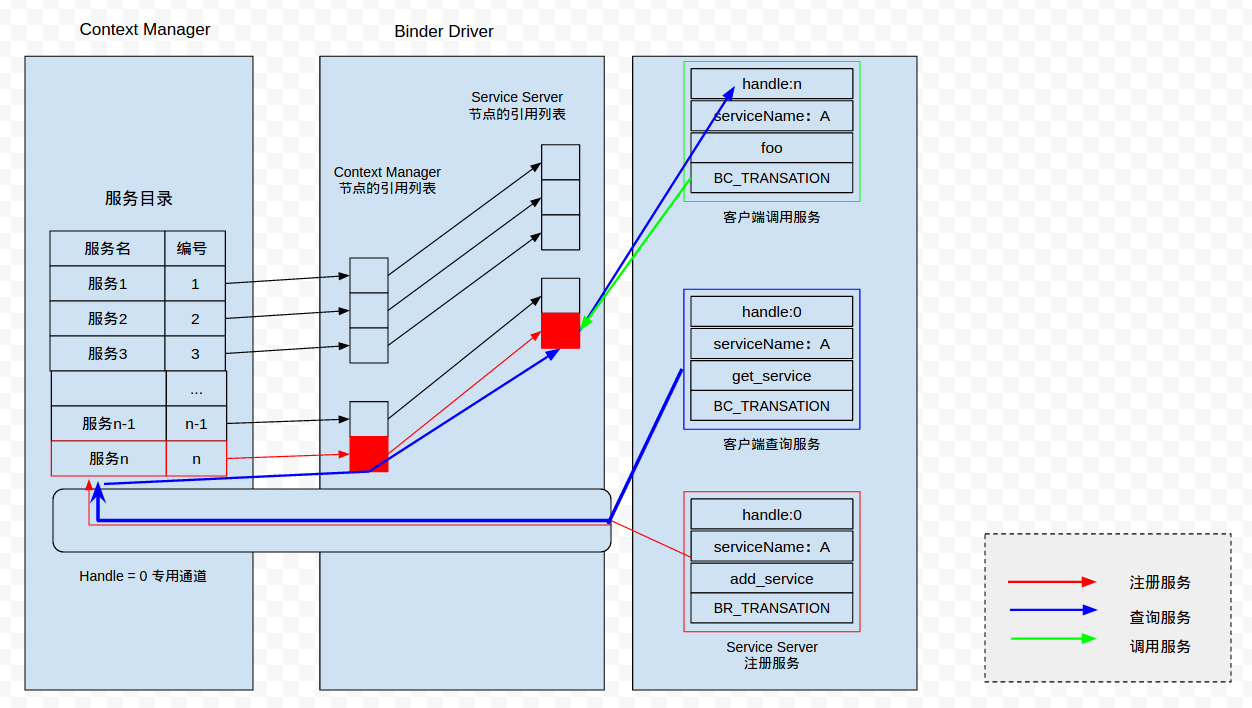 Context Manager
Binder Driver
服务目录
服务名 编号
服务1 1
服务2 2
服务3 3
...
服务n-1 n-1
服务n n
Handle = 0 专用通道
Context Manager
节点的引用列表
Service Server
节点的引用列表
handle:n
serviceName：A
foo
BC_TRANSATION
客户端调用服务
handle:0
serviceName：A
get_service
BC_TRANSATION
客户端查询服务
handle:0
serviceName：A
add_service
BR_TRANSATION
Service Server
注册服务
注册服务
查询服务
调用服务